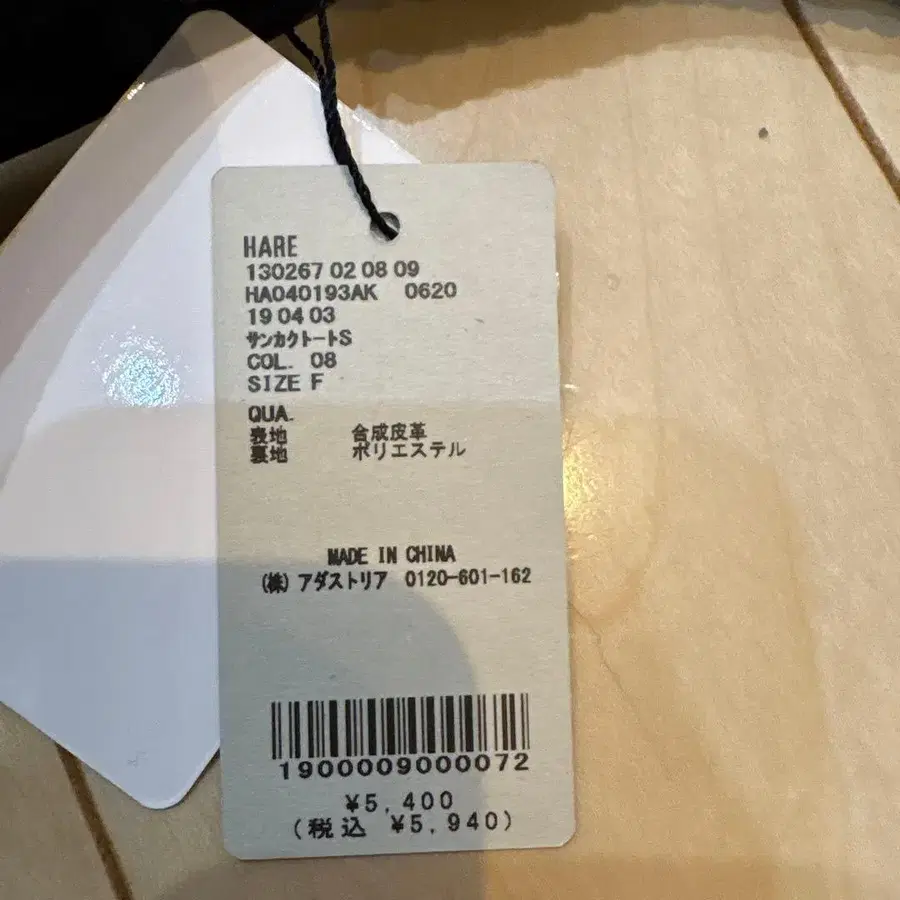 HARE
130267 02 08 09
HA040193AK 0620
19 04 03
サンカクトートS
COL. 08
SIZE F
QUA.
表地 合成皮革
裏地 ポリエステル
MADE IN CHINA
(株) アダストリア 0120-601-162
1900009000072
¥5,400
(税込 ¥5,940)